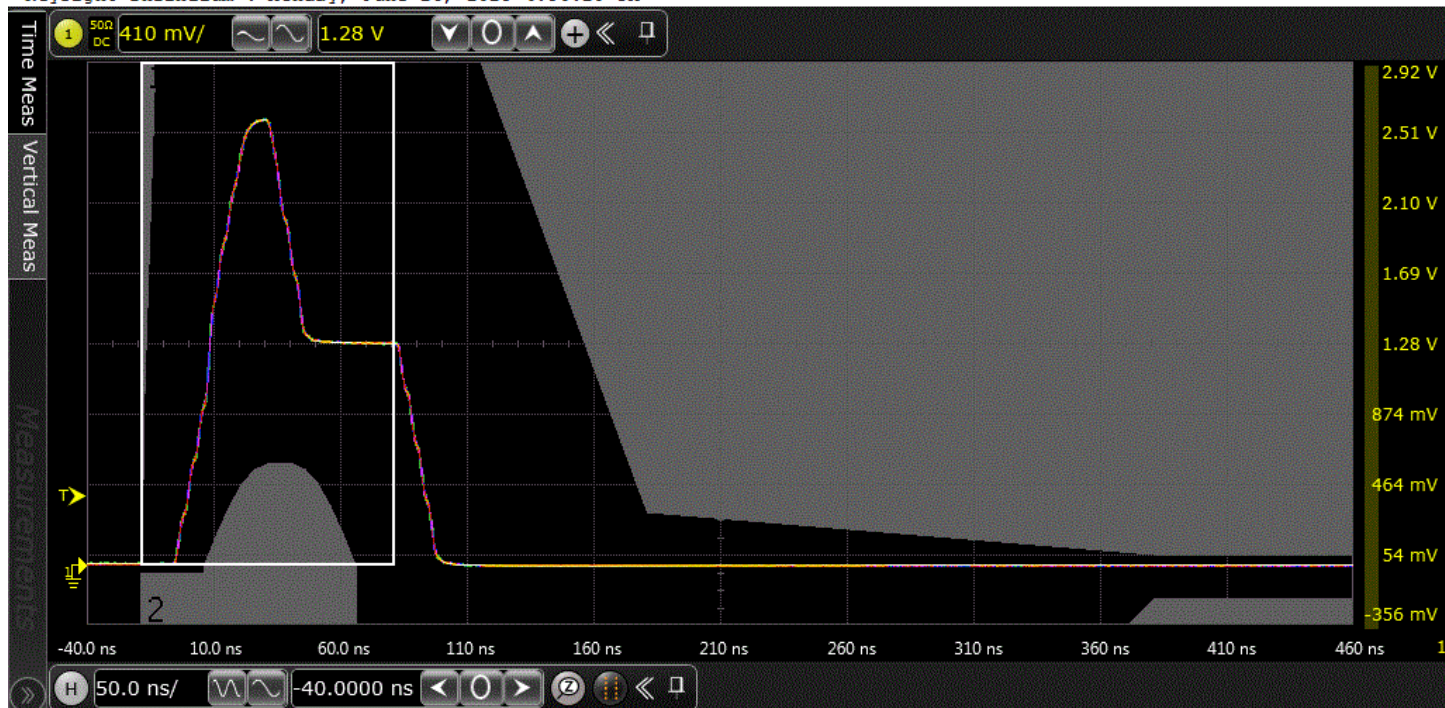 1 50Ω DC 410 mV/ 1.28 V
Time Meas
Vertical Meas
Measurements
1
2.92 V
2.51 V
2.10 V
1.69 V
1.28 V
874 mV
464 mV
T
54 mV
1
2
-356 mV
-40.0 ns 10.0 ns 60.0 ns 110 ns 160 ns 210 ns 260 ns 310 ns 360 ns 410 ns 460 ns 1
H 50.0 ns/ -40.0000 ns Z